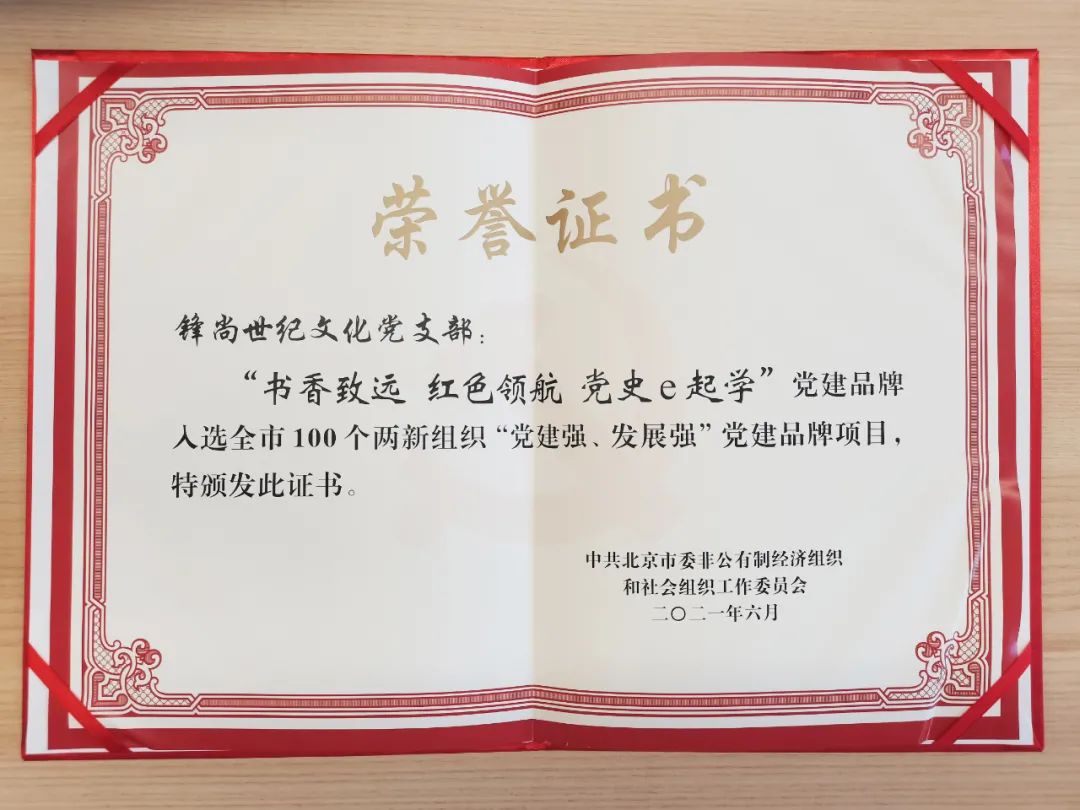 荣誉证书
锋尚世纪文化党支部：
“书香致远 红色领航 党史e起学”党建品牌
入选全市100个两新组织“党建强、发展强”党建品牌项目，
特颁发此证书。
中共北京市委非公有制经济组织
和社会组织工作委员会
二〇二一年六月